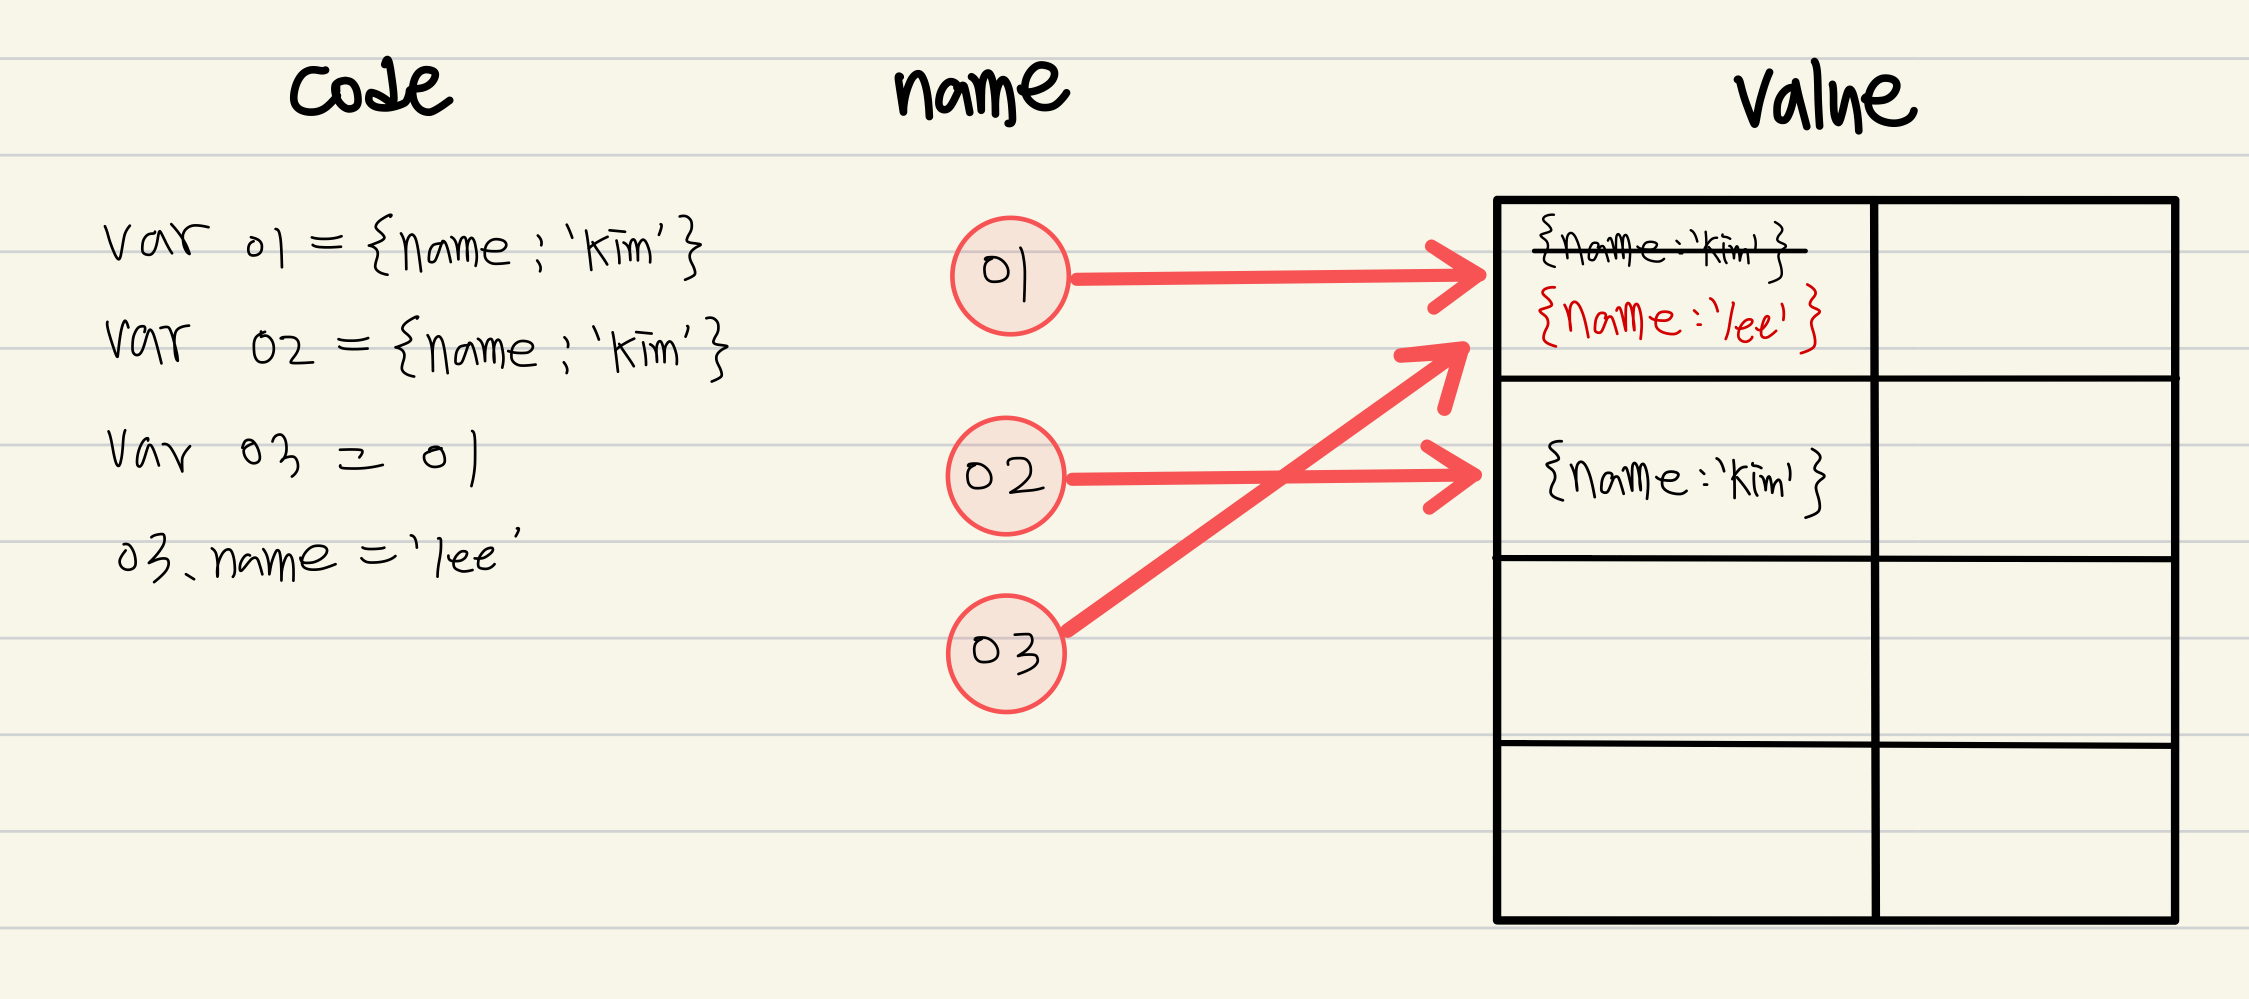 code
name
value
var o1 = {name : 'kim'}
var o2 = {name : 'kim'}
var o3 = o1
o3.name = 'lee'
o1
o2
o3
{name : 'kim'}
{name : 'lee'}
{name : 'kim'}